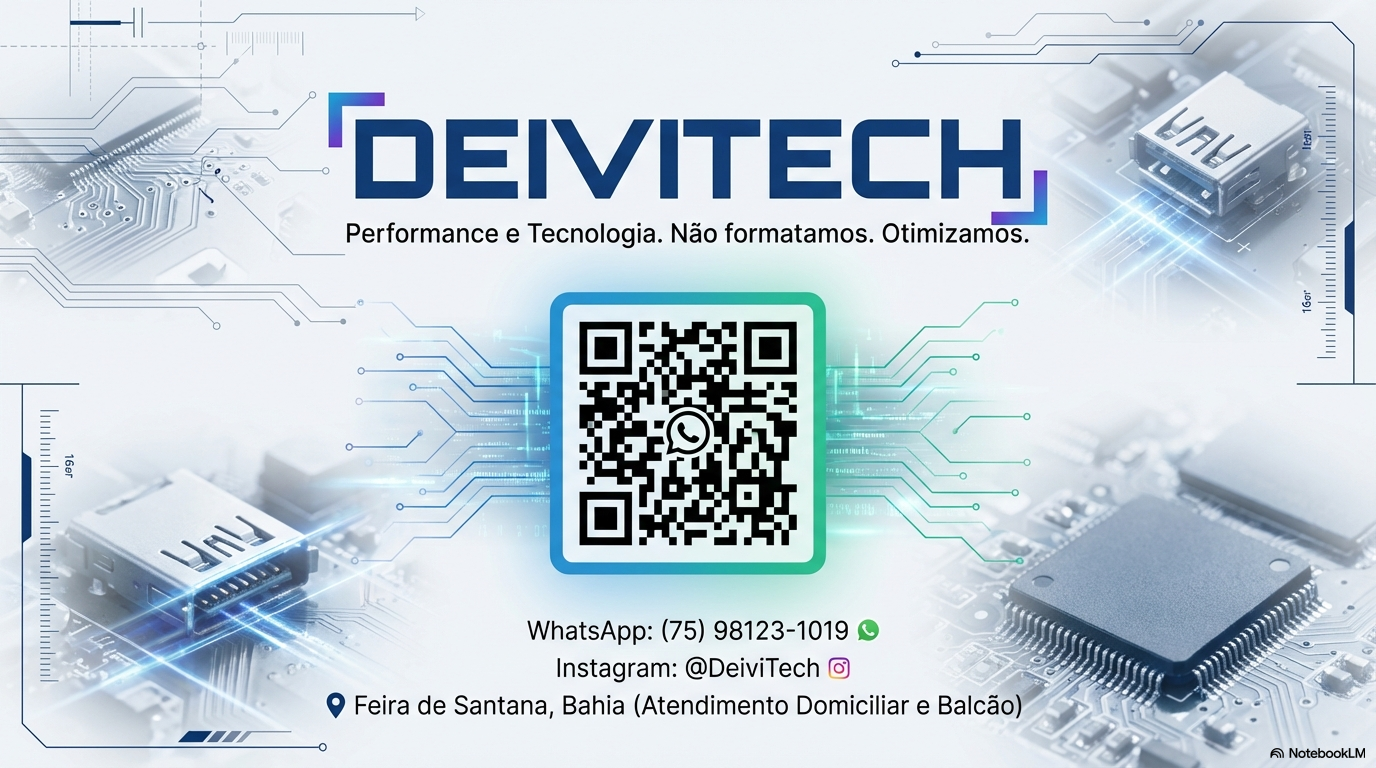 DEIVITECH
Performance e Tecnologia. Não formatamos. Otimizamos.
WhatsApp: (75) 98123-1019
Instagram: @DeiviTech
Feira de Santana, Bahia (Atendimento Domiciliar e Balcão)
NotebookLM